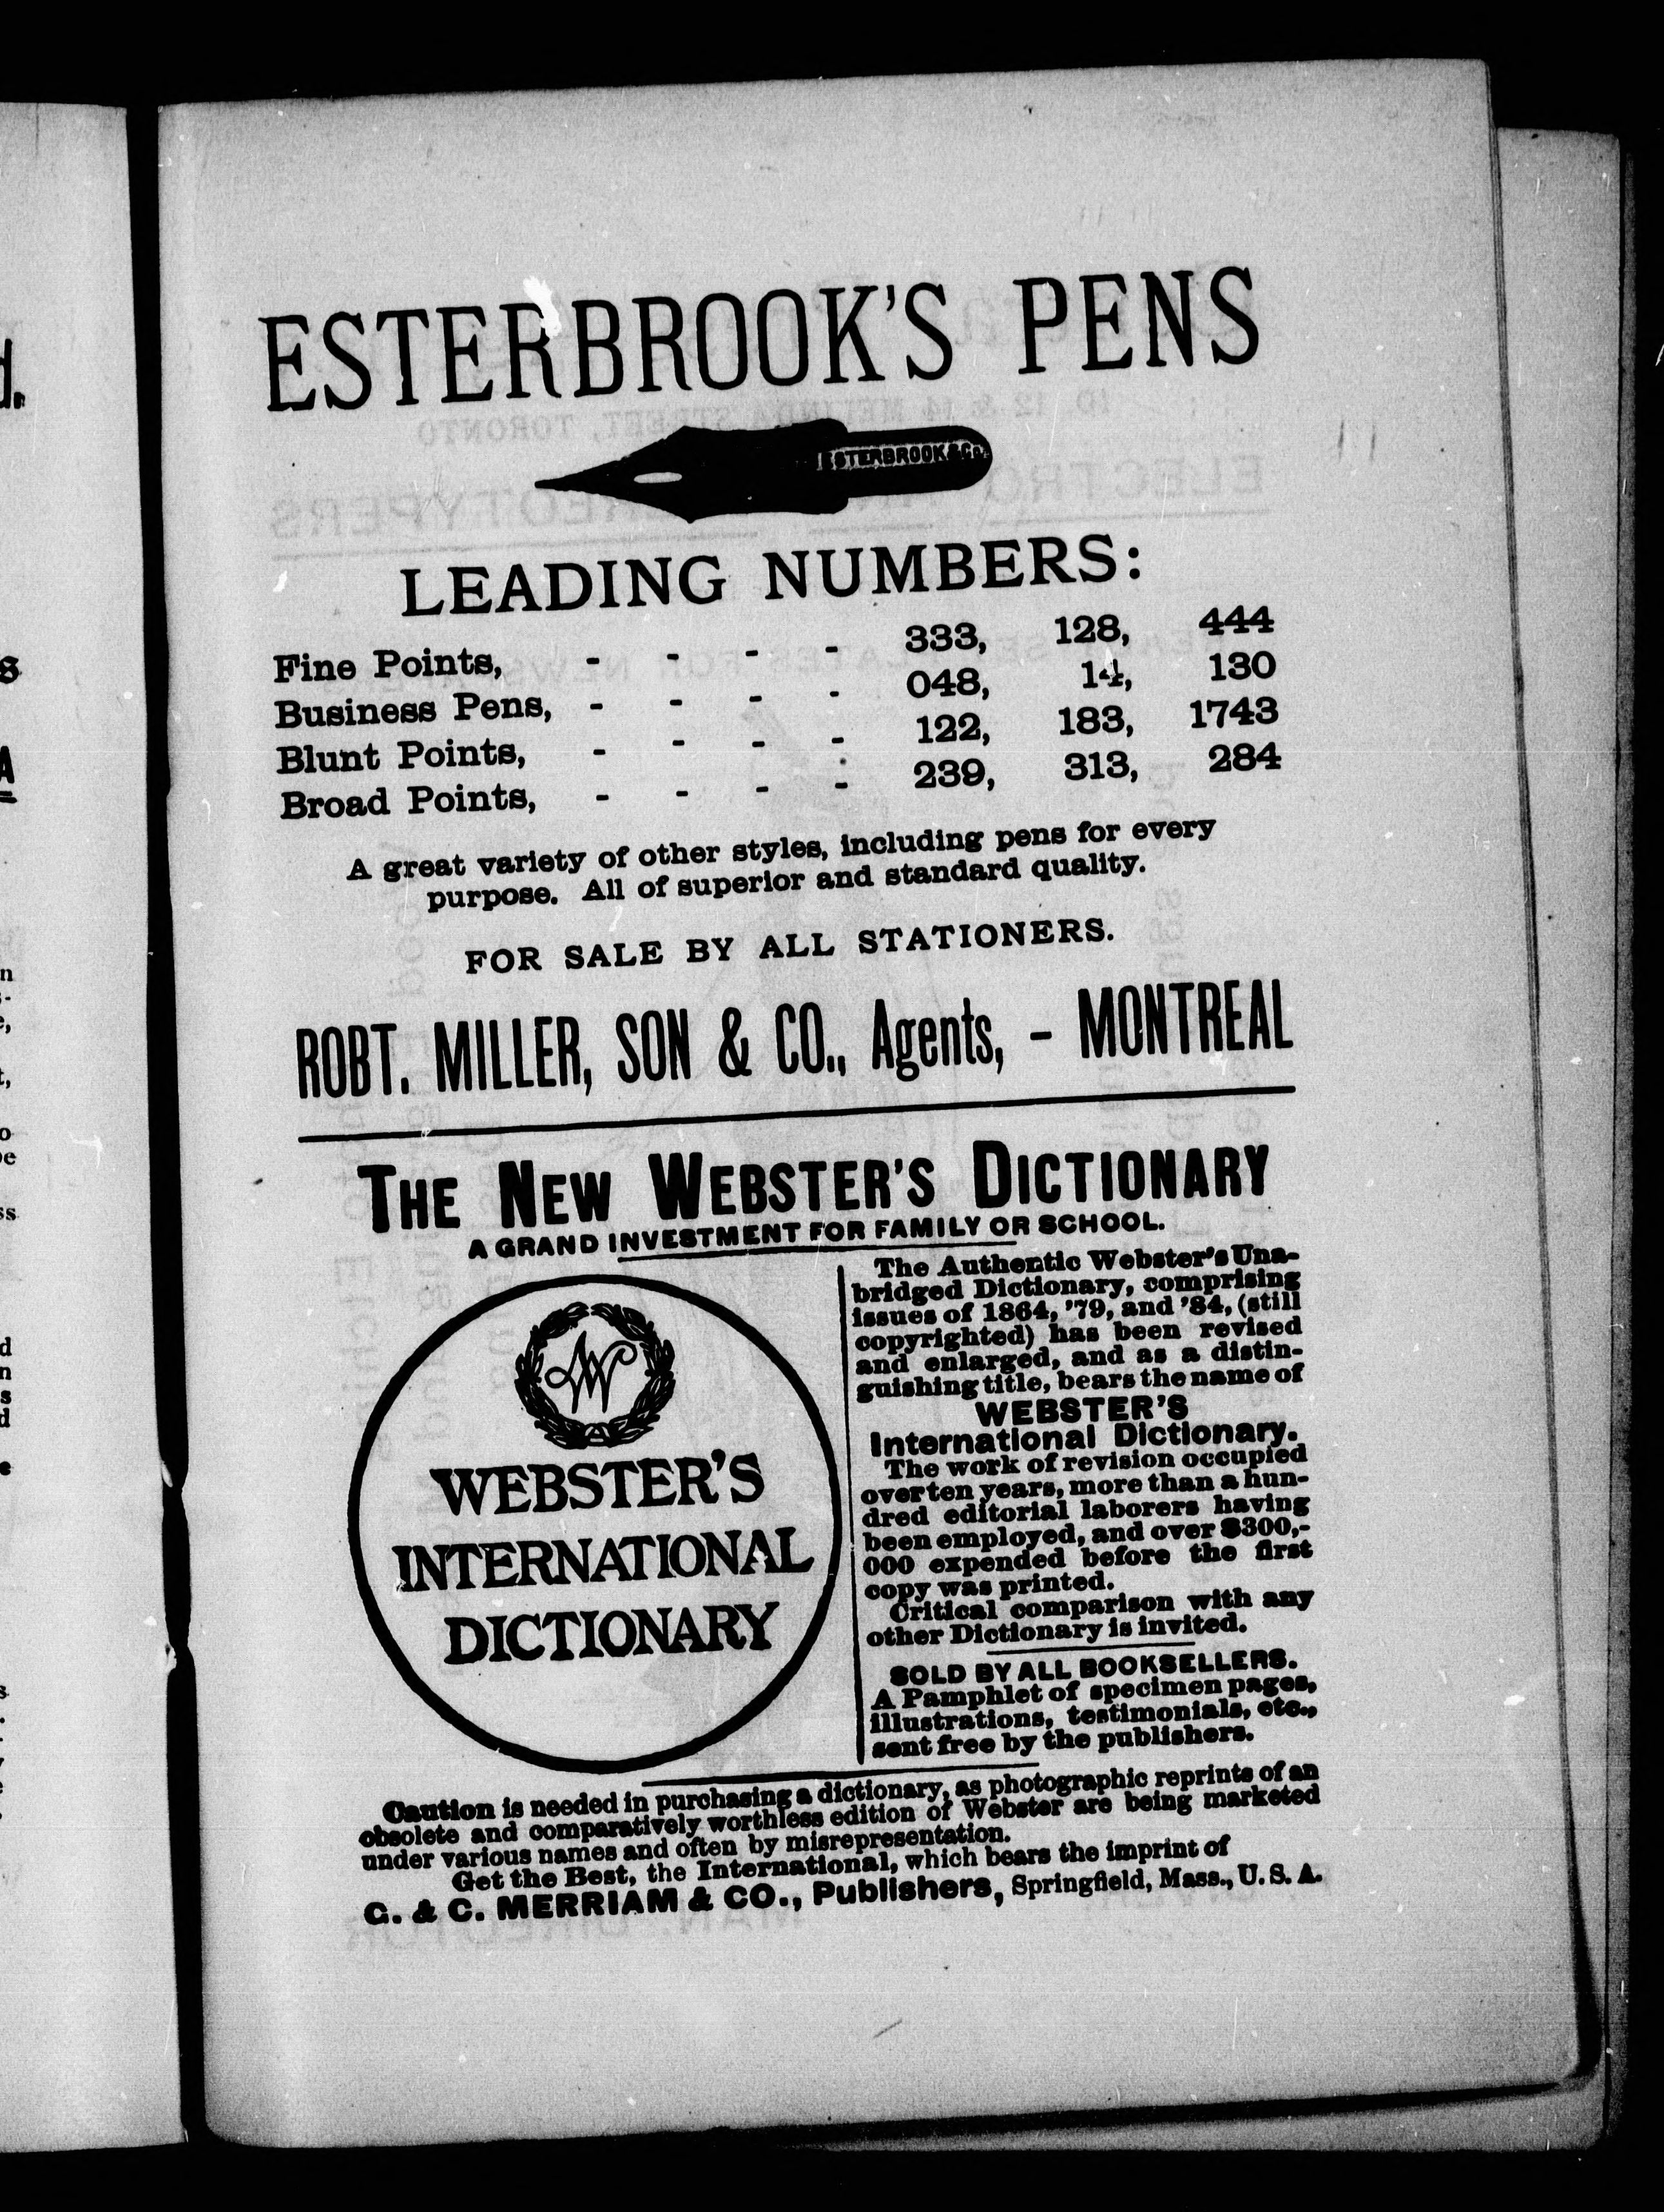 ESTERBROOK'S PENS
ESTERBROOK & Co.
LEADING NUMBERS:
Fine Points, - - - - 333, 128, 444
Business Pens, - - - - 048, 14, 130
Blunt Points, - - - - 122, 183, 1743
Broad Points, - - - - 239, 313, 284
A great variety of other styles, including pens for every
purpose. All of superior and standard quality.
FOR SALE BY ALL STATIONERS.
ROBT. MILLER, SON & CO., Agents, - MONTREAL
THE NEW WEBSTER'S DICTIONARY
A GRAND INVESTMENT FOR FAMILY OR SCHOOL.
W
WEBSTER'S
INTERNATIONAL
DICTIONARY
The Authentic Webster's Una-
bridged Dictionary, comprising
issues of 1864, '79, and '84, (still
copyrighted) has been revised
and enlarged, and as a distin-
guishing title, bears the name of
WEBSTER'S
International Dictionary.
The work of revision occupied
over ten years, more than a hun-
dred editorial laborers having
been employed, and over $300,-
000 expended before the first
copy was printed.
Critical comparison with any
other Dictionary is invited.
SOLD BY ALL BOOKSELLERS.
A Pamphlet of specimen pages,
illustrations, testimonials, etc.,
sent free by the publishers.
Caution is needed in purchasing a dictionary, as photographic reprints of an
obsolete and comparatively worthless edition of Webster are being marketed
under various names and often by misrepresentation.
Get the Best, the International, which bears the imprint of
G. & C. MERRIAM & CO., Publishers, Springfield, Mass., U. S. A.